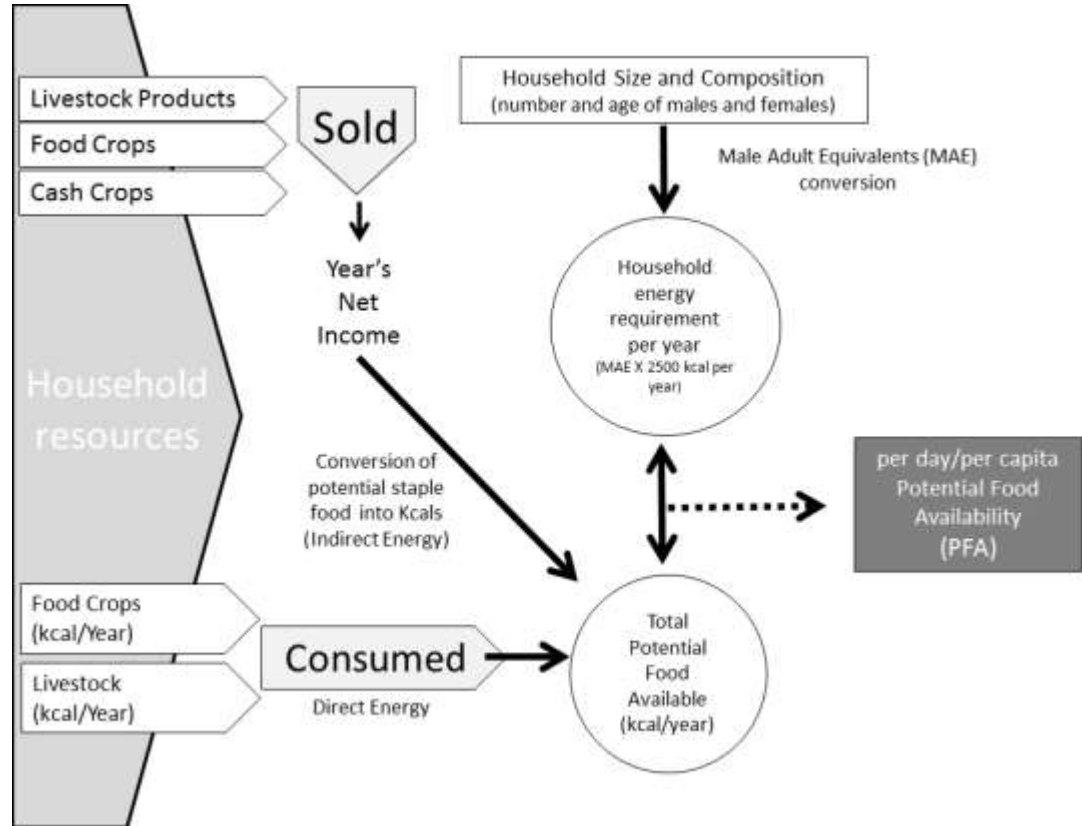 Livestock Products
Food Crops
Cash Crops
Sold
Year's
Net
Income
Household Size and Composition
(number and age of males and females)
Male Adult Equivalents (MAE)
conversion
Household
energy
requirement
per year
(MAE X 2500 kcal per
year)
Household
resources
Conversion of
potential staple
food into Kcals
(Indirect Energy)
per day/per capita
Potential Food
Availability
(PFA)
Food Crops
(kcal/Year)
Livestock
(kcal/Year)
Consumed
Direct Energy
Total
Potential
Food
Available
(kcal/year)